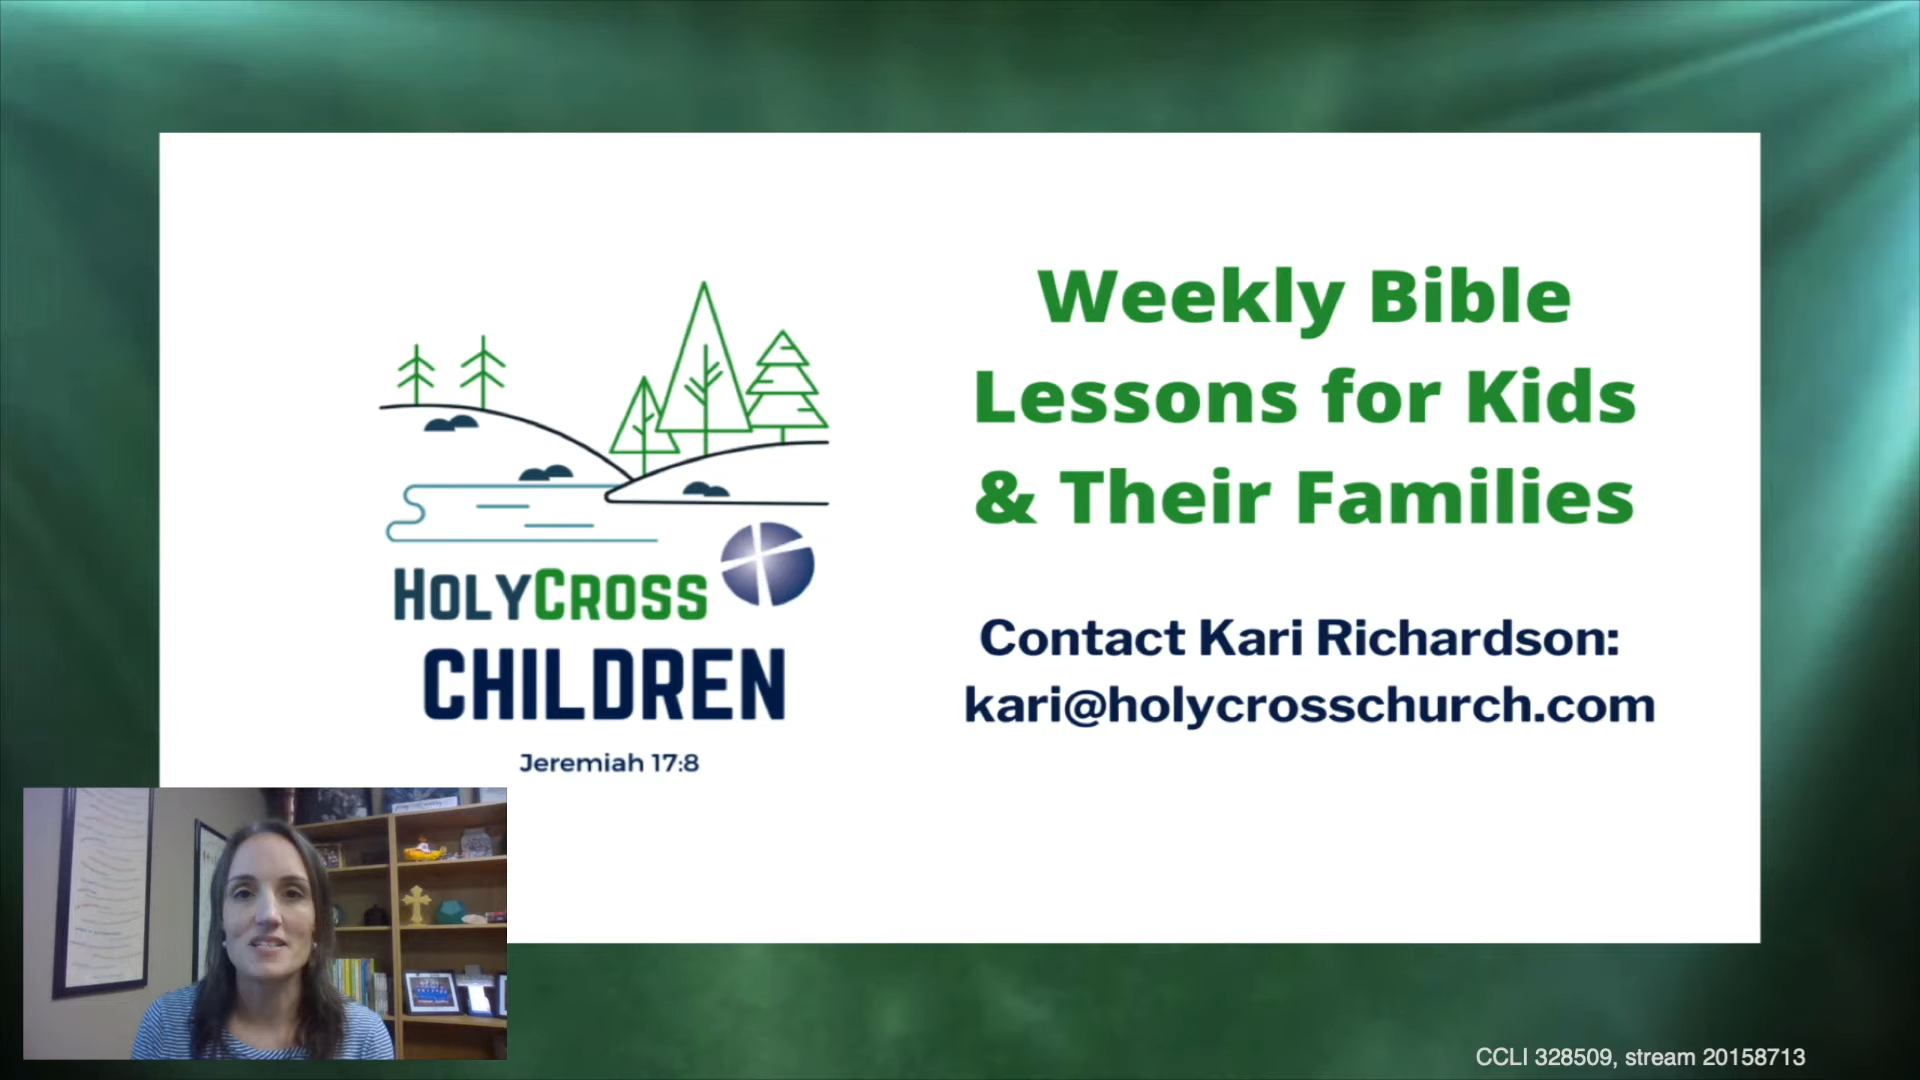 Weekly Bible
Lessons for Kids
& Their Families
HOLYCROSS
CHILDREN
Jeremiah 17:8
Contact Kari Richardson:
kari@holycrosschurch.com
CCLI 328509, stream 20158713